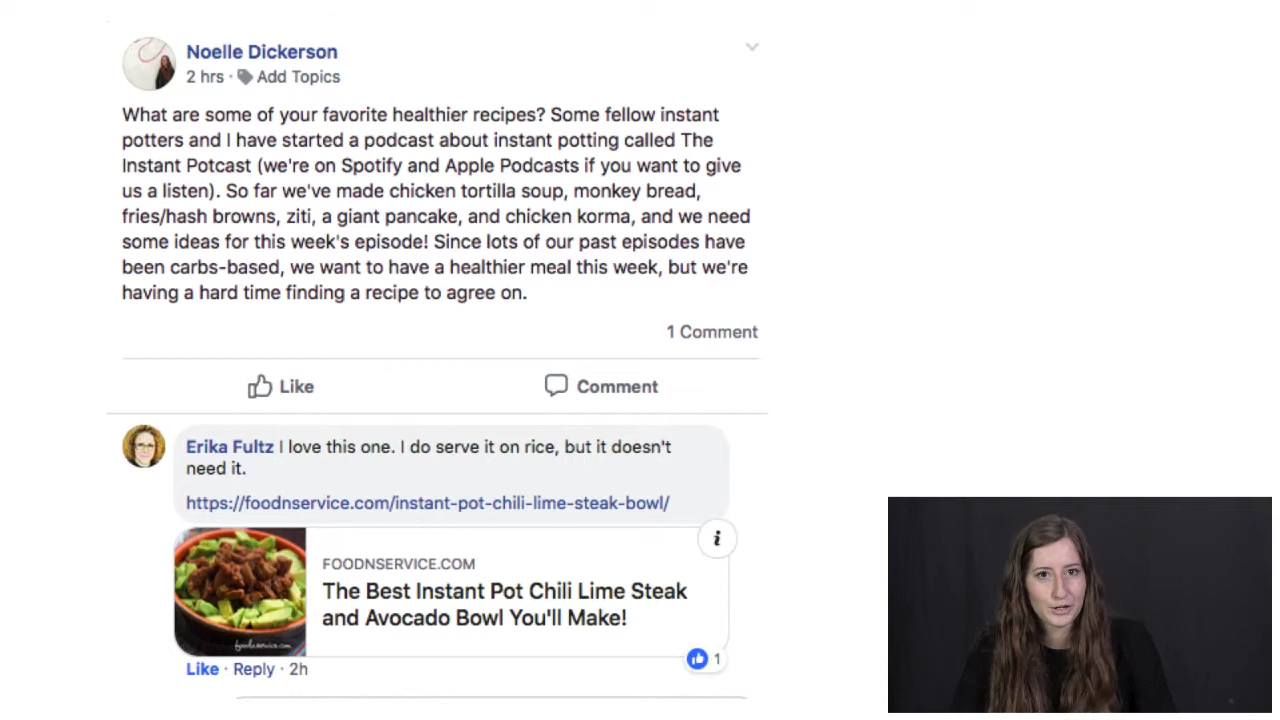 Noelle Dickerson
2 hrs · Add Topics
What are some of your favorite healthier recipes? Some fellow instant
potters and I have started a podcast about instant potting called The
Instant Potcast (we're on Spotify and Apple Podcasts if you want to give
us a listen). So far we've made chicken tortilla soup, monkey bread,
fries/hash browns, ziti, a giant pancake, and chicken korma, and we need
some ideas for this week's episode! Since lots of our past episodes have
been carbs-based, we want to have a healthier meal this week, but we're
having a hard time finding a recipe to agree on.
1 Comment
Like
Comment
Erika Fultz I love this one. I do serve it on rice, but it doesn't
need it.
https://foodnservice.com/instant-pot-chili-lime-steak-bowl/
i
FOODNSERVICE.COM
The Best Instant Pot Chili Lime Steak
and Avocado Bowl You'll Make!
foodnservice.com
Like · Reply · 2h
1